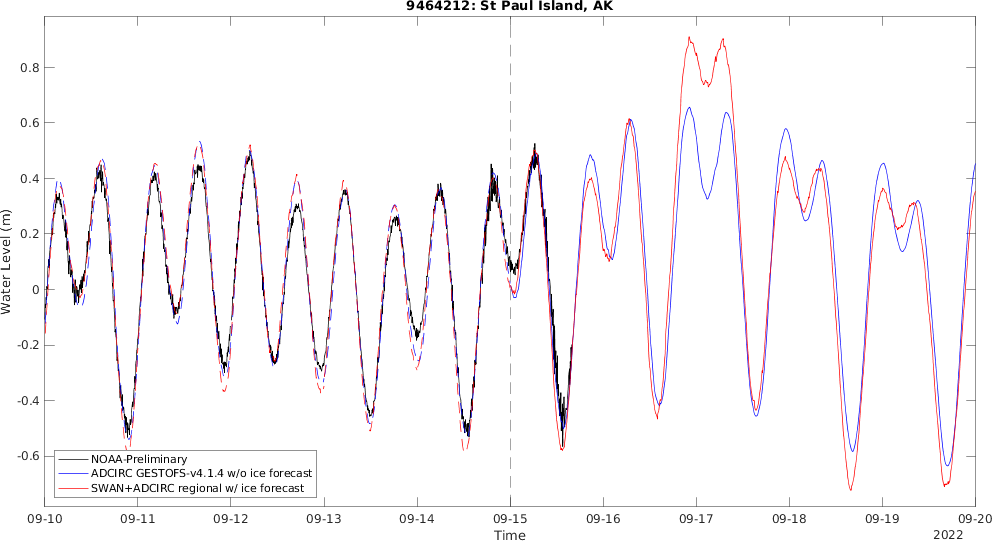 9464212: St Paul Island, AK
Water Level (m)
0.8
0.6
0.4
0.2
0
-0.2
-0.4
-0.6
NOAA-Preliminary
ADCIRC GESTOFS-v4.1.4 w/o ice forecast
SWAN+ADCIRC regional w/ ice forecast
09-10 09-11 09-12 09-13 09-14 09-15 09-16 09-17 09-18 09-19 09-20
Time
2022